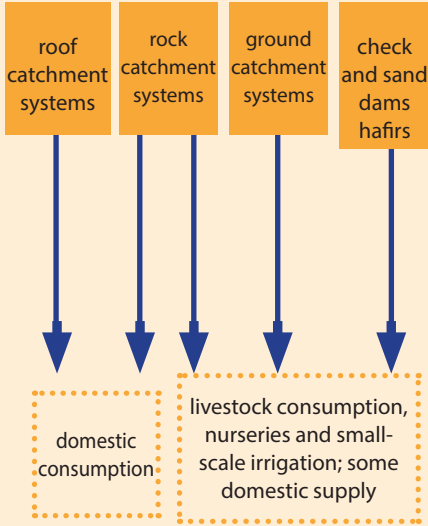 roof
catchment
systems
rock
catchment
systems
ground
catchment
systems
check
and sand
dams
hafirs
domestic
consumption
livestock consumption,
nurseries and small-
scale irrigation; some
domestic supply